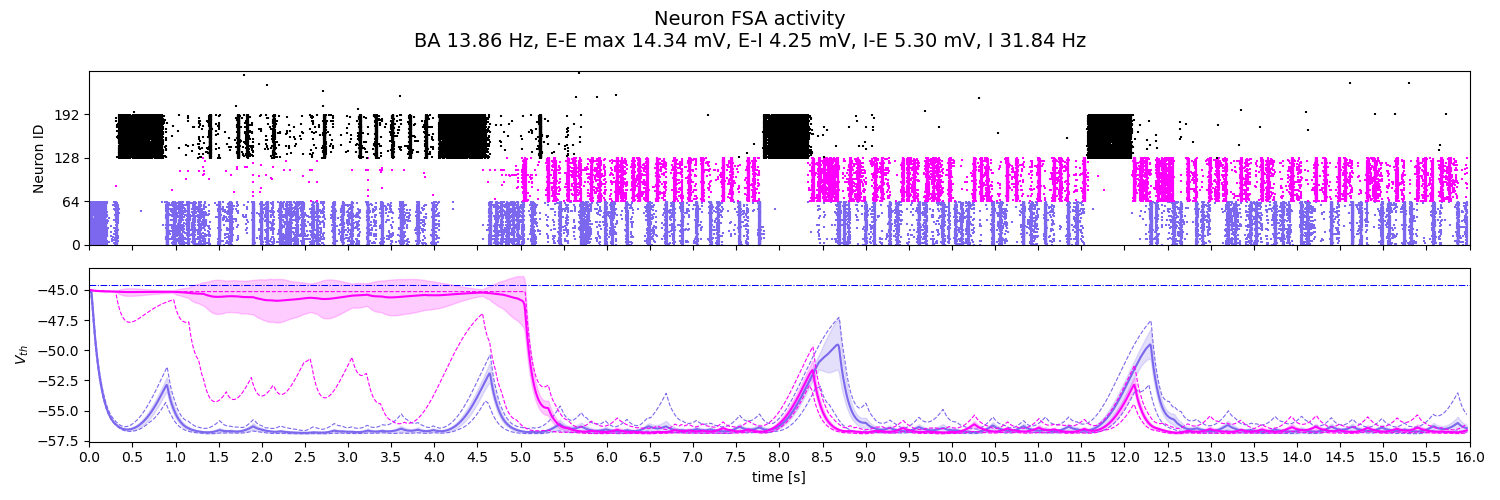 Neuron FSA activity
BA 13.86 Hz, E-E max 14.34 mV, E-I 4.25 mV, I-E 5.30 mV, I 31.84 Hz
Neuron ID
192
128
64
0
V_th
−45.0
−47.5
−50.0
−52.5
−55.0
−57.5
0.0 0.5 1.0 1.5 2.0 2.5 3.0 3.5 4.0 4.5 5.0 5.5 6.0 6.5 7.0 7.5 8.0 8.5 9.0 9.5 10.0 10.5 11.0 11.5 12.0 12.5 13.0 13.5 14.0 14.5 15.0 15.5 16.0
time [s]